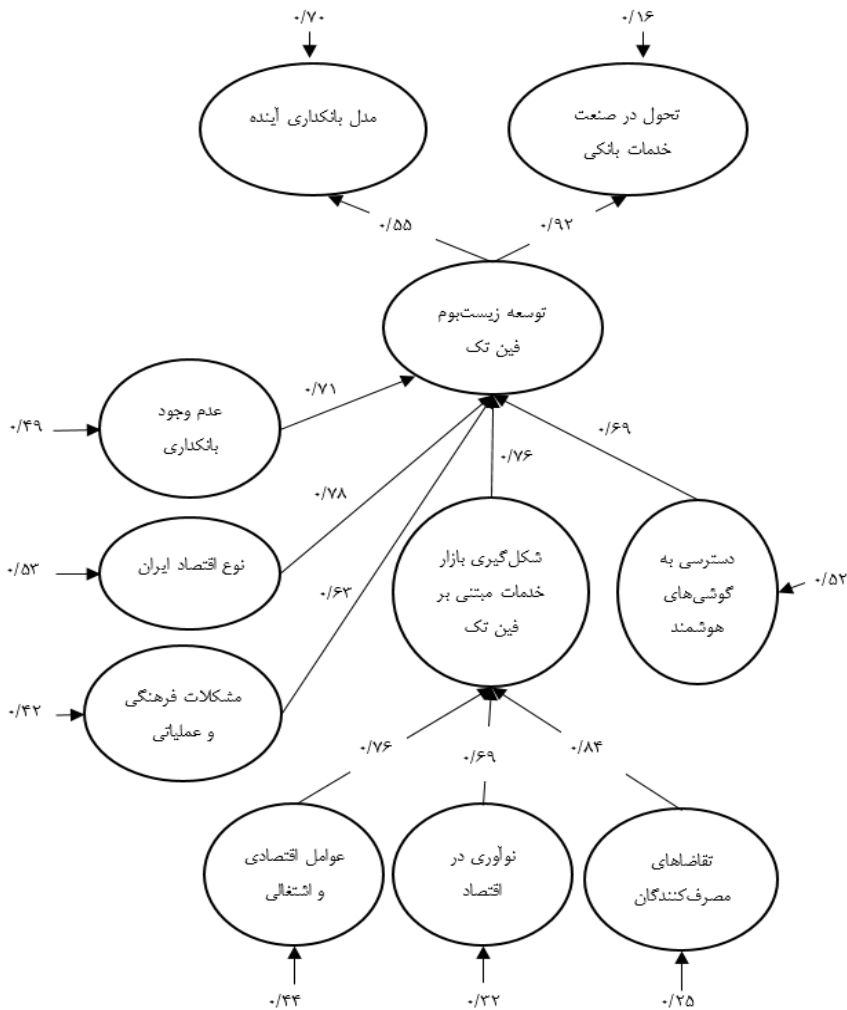 ۰/۷۰
۰/۱۶
مدل بانکداری آینده
تحول در صنعت
خدمات بانکی
۰/۵۵
۰/۹۲
توسعه زیست‌بوم
فین تک
۰/۷۱
عدم وجود
بانکداری
۰/۴۹
۰/۶۹
۰/۷۶
۰/۷۸
شکل‌گیری بازار
خدمات مبتنی بر
فین تک
دسترسی به
گوشی‌های
هوشمند
۰/۵۲
نوع اقتصاد ایران
۰/۵۳
۰/۶۳
مشکلات فرهنگی
و عملیاتی
۰/۴۲
۰/۷۶
۰/۶۹
۰/۸۴
عوامل اقتصادی
و اشتغالی
نوآوری در
اقتصاد
تقاضاهای
مصرف‌کنندگان
۰/۴۴
۰/۳۲
۰/۲۵